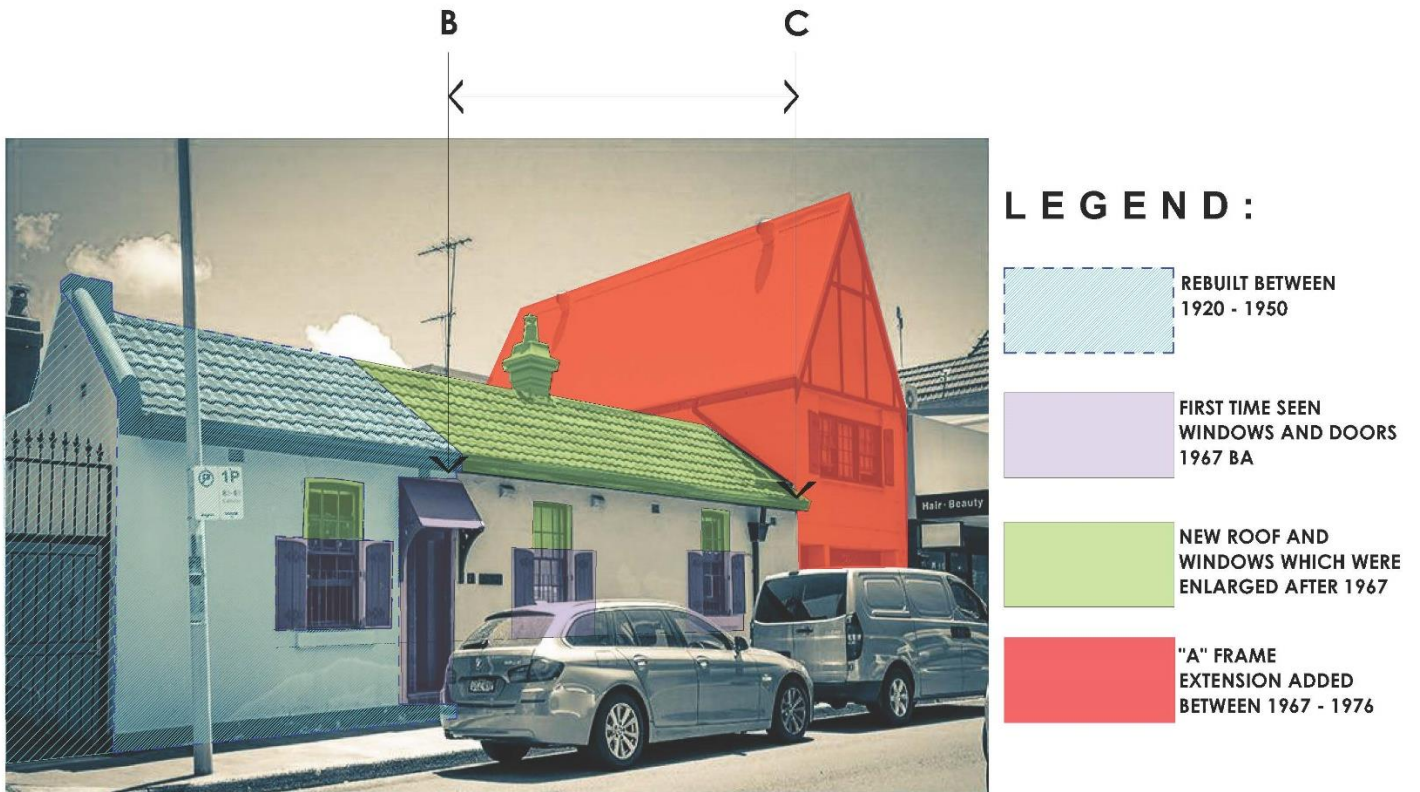 B
C
LEGEND:
REBUILT BETWEEN
1920 - 1950
FIRST TIME SEEN
WINDOWS AND DOORS
1967 BA
NEW ROOF AND
WINDOWS WHICH WERE
ENLARGED AFTER 1967
"A" FRAME
EXTENSION ADDED
BETWEEN 1967 - 1976
P 1P
Hair-Beauty